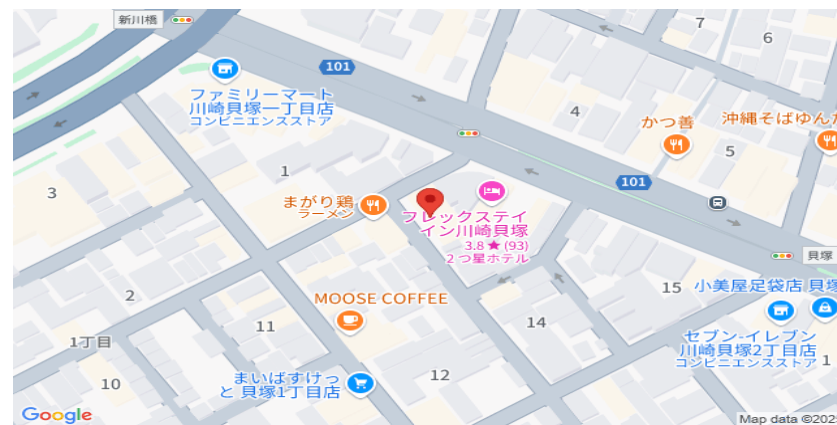 新川橋
7
6
101
ファミリーマート
川崎貝塚一丁目店
コンビニエンスストア
4
かつ善
沖縄そばゆんた
5
1
3
101
まがり鶏
ラーメン
フレックステイ
イン川崎貝塚
3.8★(93)
2つ星ホテル
貝塚
2
MOOSE COFFEE
15
小美屋足袋店
貝塚
14
1丁目
11
セブン-イレブン
川崎貝塚2丁目店
コンビニエンスストア
1
10
まいばすけっ
と 貝塚1丁目店
12
Google
Map data ©202